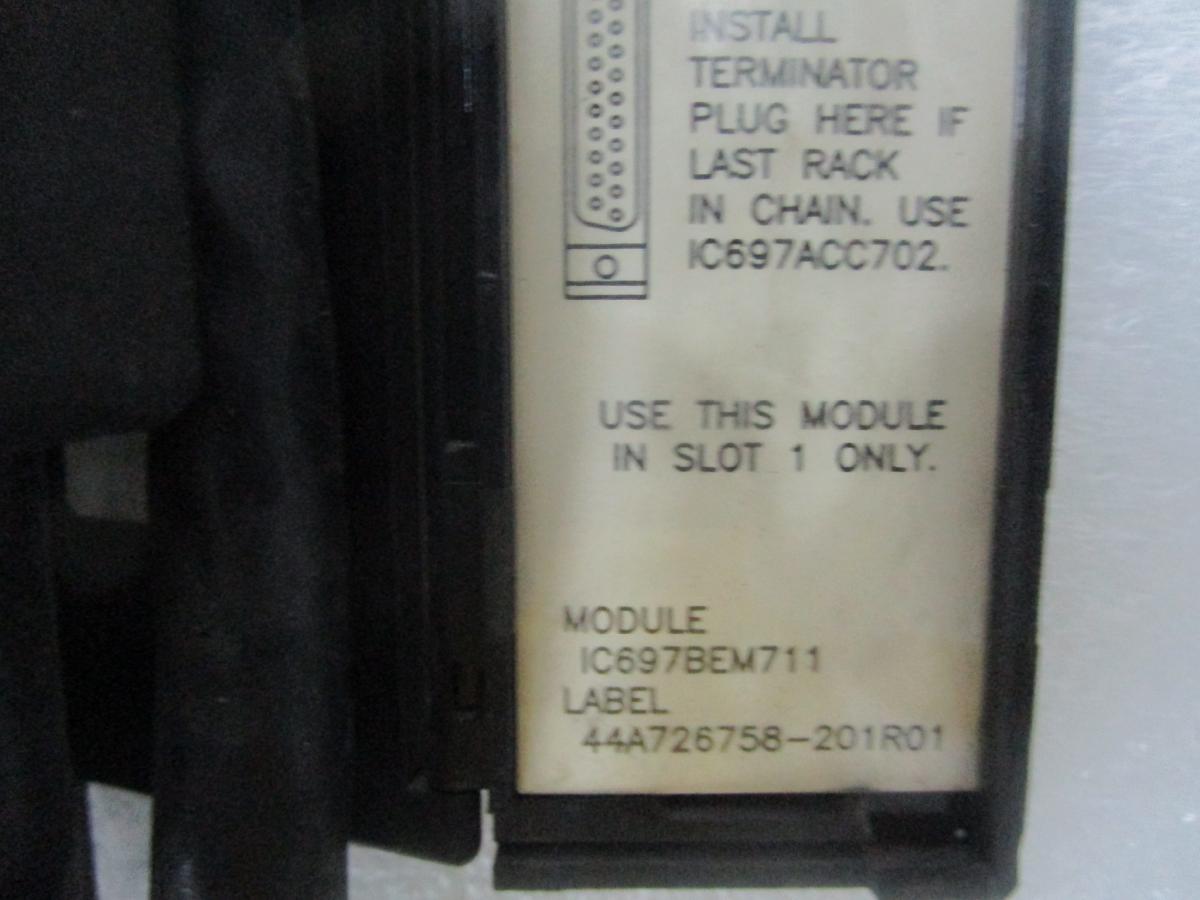 INSTALL
TERMINATOR
PLUG HERE IF
LAST RACK
IN CHAIN. USE
IC697ACC702.
USE THIS MODULE
IN SLOT 1 ONLY.
MODULE
IC697BEM711
LABEL
44A726758-201R01